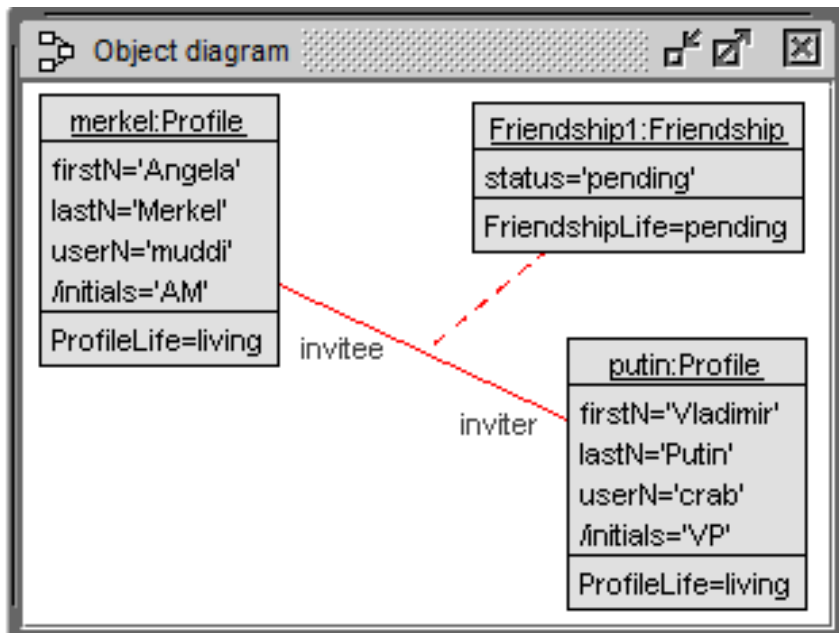 Object diagram
merkel:Profile
firstN='Angela'
lastN='Merkel'
userN='muddi'
/initials='AM'
ProfileLife=living
Friendship1:Friendship
status='pending'
FriendshipLife=pending
invitee
inviter
putin:Profile
firstN='Vladimir'
lastN='Putin'
userN='crab'
/initials='VP'
ProfileLife=living